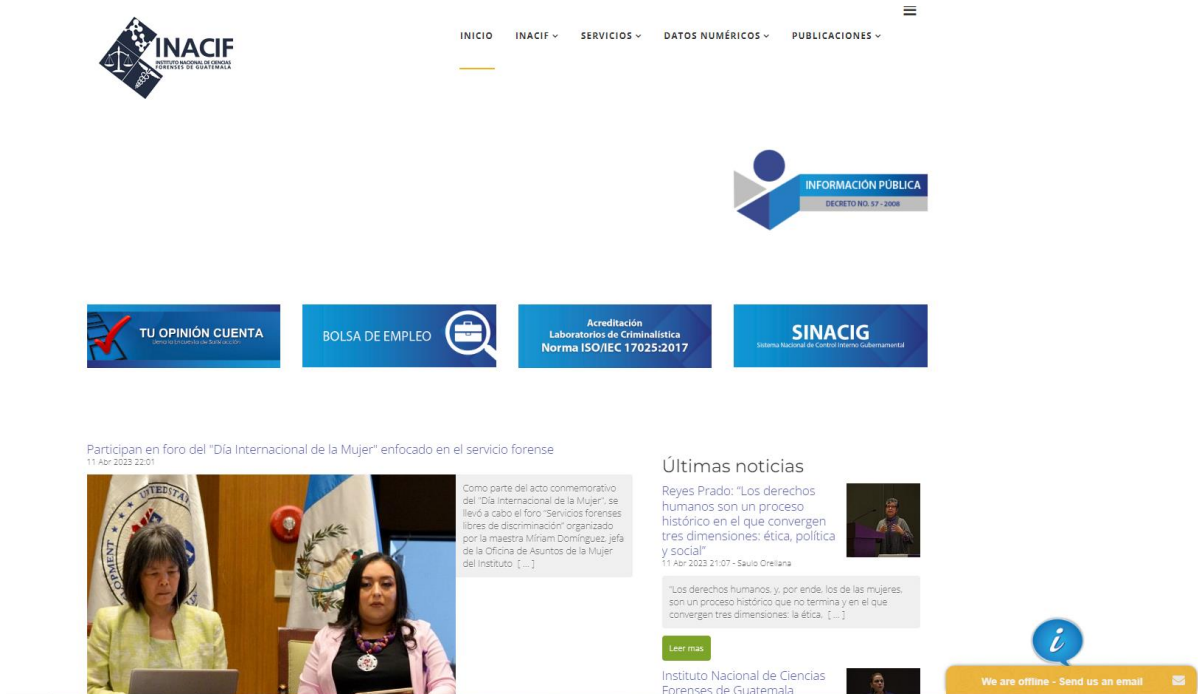 INACIF
INSTITUTO NACIONAL DE CIENCIAS
FORENSES DE GUATEMALA
INICIO
INACIF
SERVICIOS
DATOS NUMÉRICOS
PUBLICACIONES
INFORMACIÓN PÚBLICA
DECRETO NO. 57 - 2008
TU OPINIÓN CUENTA
BOLSA DE EMPLEO
Acreditación
Laboratorios de Criminalística
Norma ISO/IEC 17025:2017
SINACIG
Sistema Nacional de Control Interno Gubernamental
Participan en foro del "Día Internacional de la Mujer" enfocado en el servicio forense
11 Abr 2023 22:01
UNITED STA
OPMENT
Como parte del acto conmemorativo
del "Día Internacional de la Mujer", se
llevó a cabo el foro "Servicios forenses
libres de discriminación" organizado
por la maestra Miriam Domínguez, jefa
de la Oficina de Asuntos de la Mujer
del Instituto [ ... ]
Últimas noticias
Reyes Prado: "Los derechos
humanos son un proceso
histórico en el que convergen
tres dimensiones: ética, política
y social"
11 Abr 2023 21:07 - Saulo Orellana
"Los derechos humanos, y, por ende, los de las mujeres,
son un proceso histórico que no termina y en el que
convergen tres dimensiones: la ética, [ ... ]
Leer mas
Instituto Nacional de Ciencias
Forenses de Guatemala
i
We are offline - Send us an email